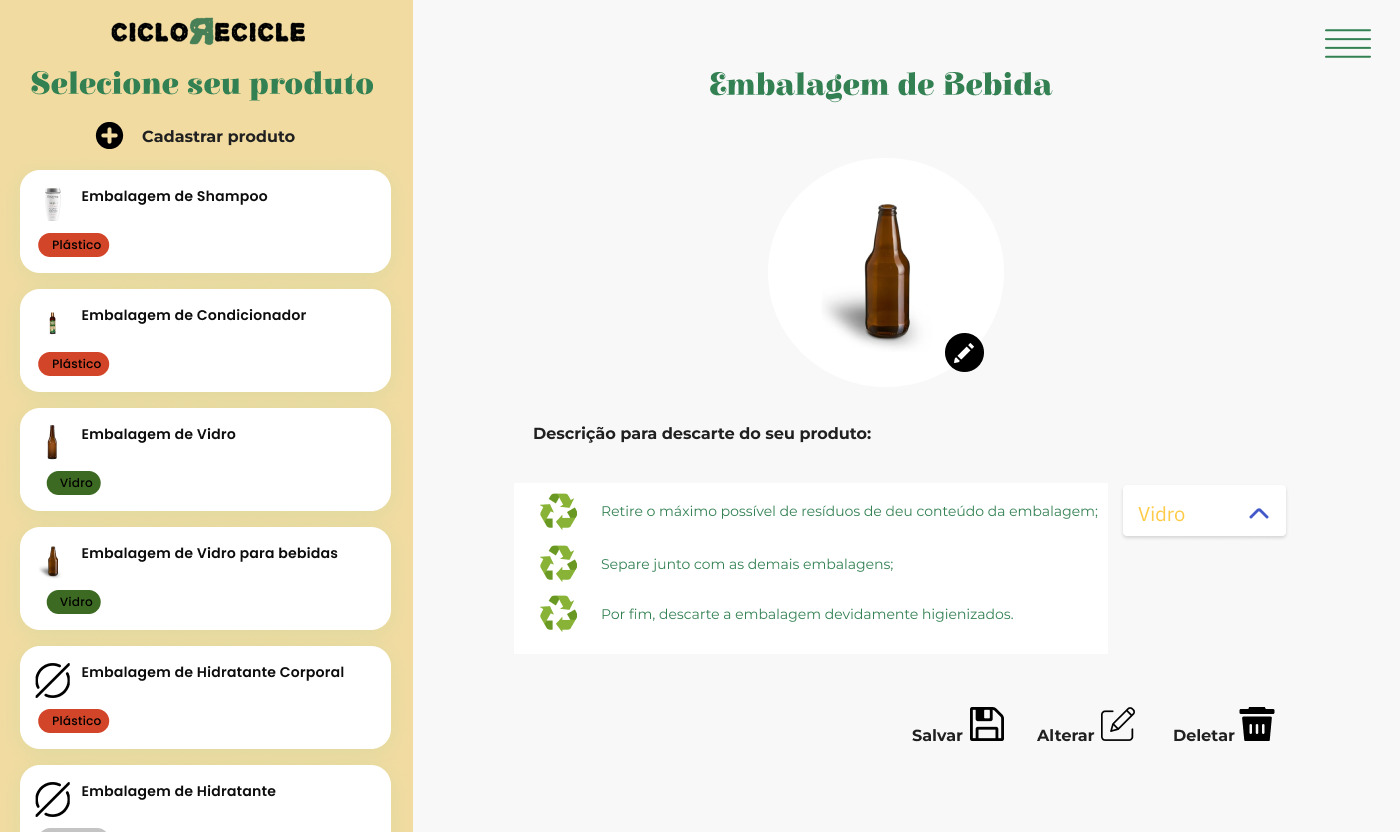 CICLORECICLE
Selecione seu produto
Cadastrar produto
Embalagem de Shampoo
Plástico
Embalagem de Condicionador
Plástico
Embalagem de Vidro
Vidro
Embalagem de Vidro para bebidas
Vidro
Embalagem de Hidratante Corporal
Plástico
Embalagem de Hidratante
Embalagem de Bebida
Descrição para descarte do seu produto:
Retire o máximo possível de resíduos de deu conteúdo da embalagem;
Separe junto com as demais embalagens;
Por fim, descarte a embalagem devidamente higienizados.
Vidro
Salvar
Alterar
Deletar